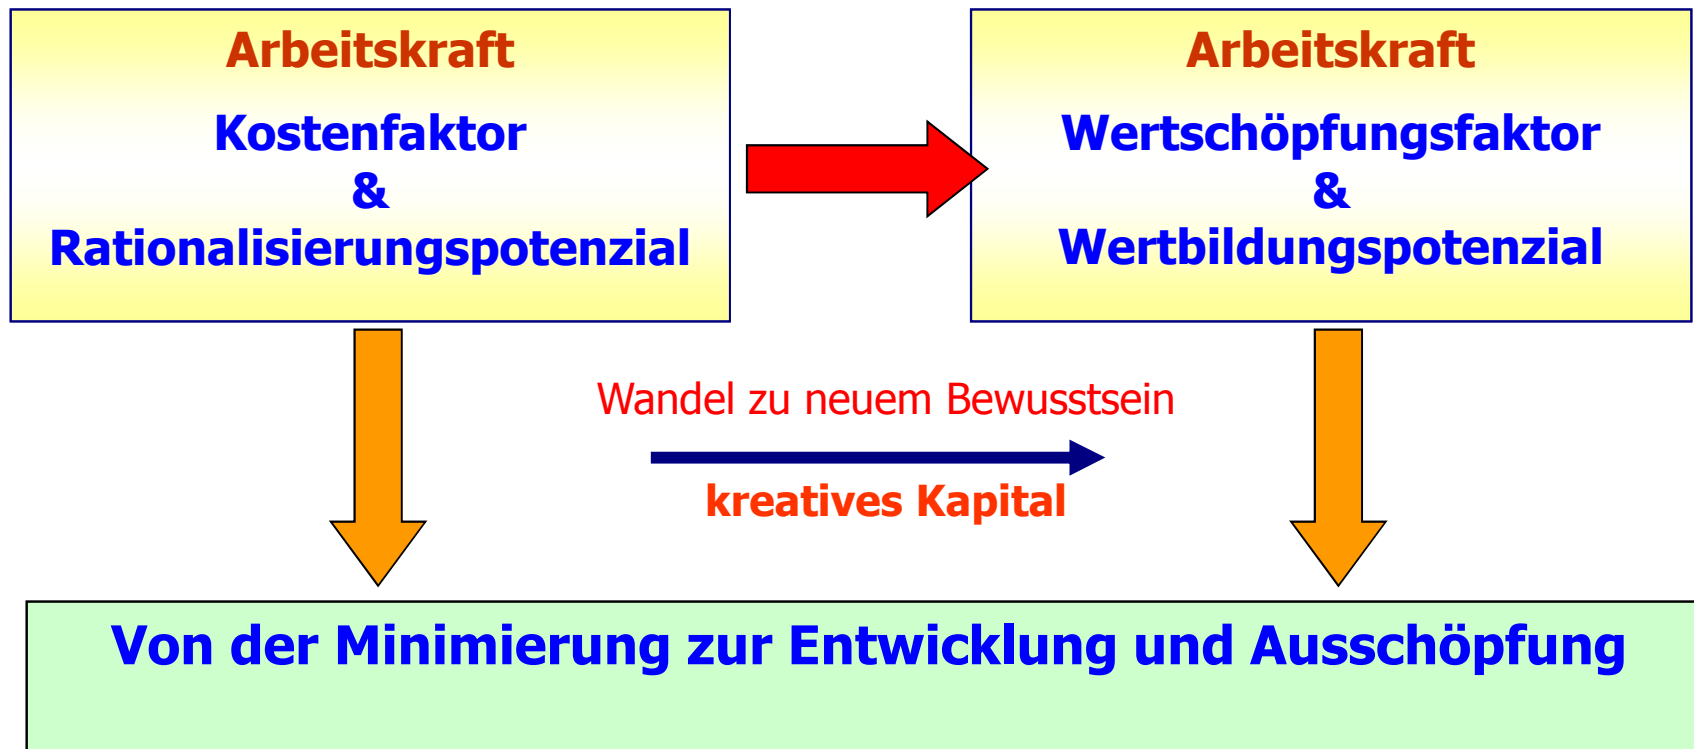 Arbeitskraft
Kostenfaktor
&
Rationalisierungspotenzial
Arbeitskraft
Wertschöpfungsfaktor
&
Wertbildungspotenzial
Wandel zu neuem Bewusstsein
kreatives Kapital
Von der Minimierung zur Entwicklung und Ausschöpfung